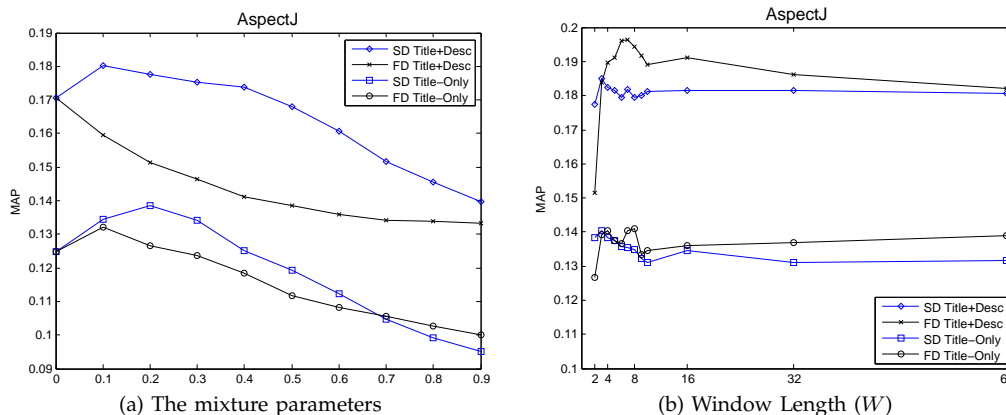 AspectJ
0.19
0.18
0.17
0.16
0.15
0.14
0.13
0.12
0.11
0.1
0.09
MAP
SD Title+Desc
FD Title+Desc
SD Title−Only
FD Title−Only
0 0.1 0.2 0.3 0.4 0.5 0.6 0.7 0.8 0.9
(a) The mixture parameters
AspectJ
0.2
0.19
0.18
0.17
0.16
0.15
0.14
0.13
0.12
0.11
0.1
MAP
SD Title+Desc
FD Title+Desc
SD Title−Only
FD Title−Only
2 4 8 16 32 6
(b) Window Length (W)